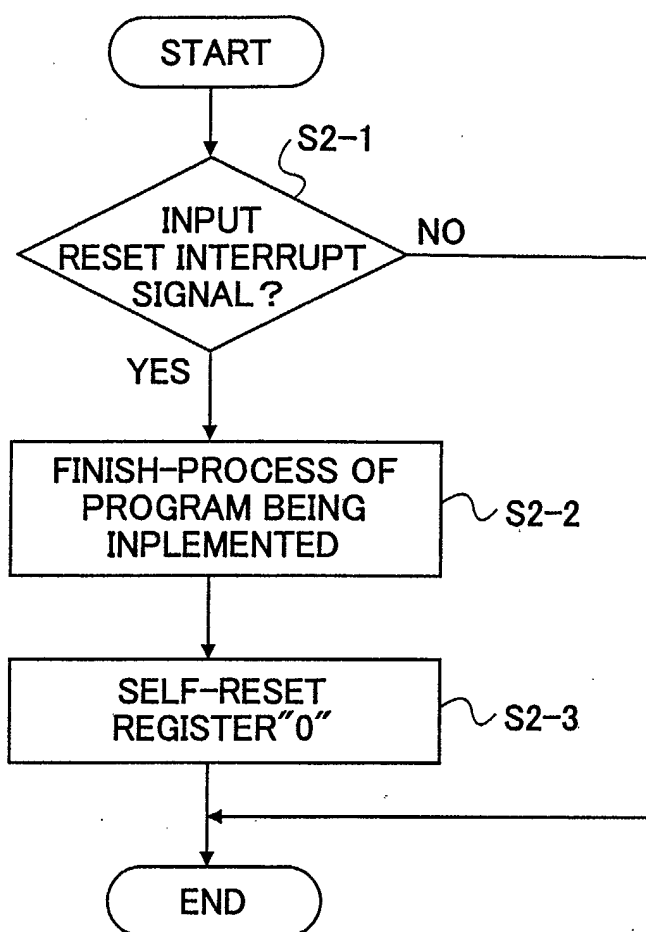 START
S2-1
INPUT
RESET INTERRUPT
SIGNAL?
NO
YES
FINISH-PROCESS OF
PROGRAM BEING
INPLEMENTED
S2-2
SELF-RESET
REGISTER"0"
S2-3
END